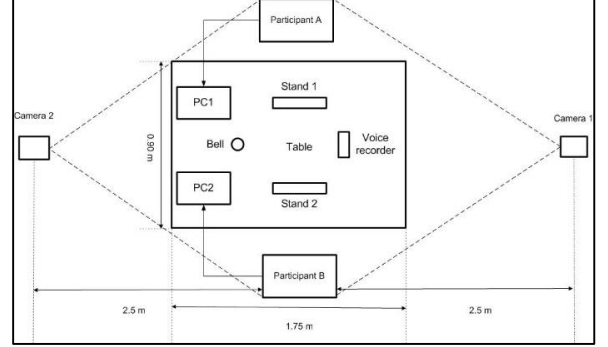 Participant A
Stand 1
PC1
Camera 2
Camera 1
0.90 m
Bell
Table
Voice
recorder
PC2
Stand 2
Participant B
2.5 m
2.5 m
1.75 m